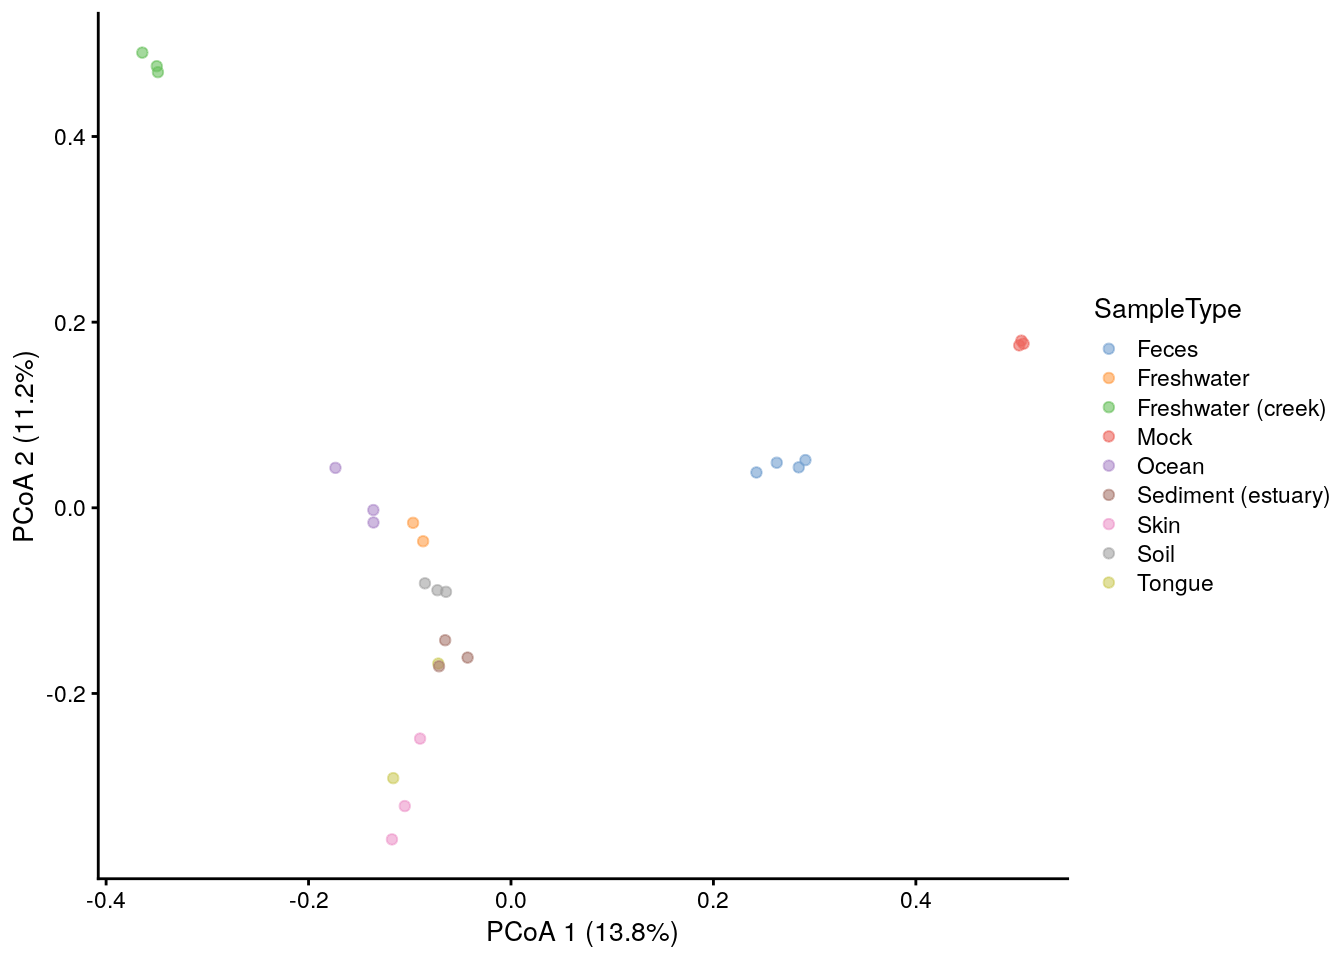 0.4
0.2
0.0
-0.2
PCoA 2 (11.2%)
-0.4
-0.2
0.0
0.2
0.4
PCoA 1 (13.8%)
SampleType
Feces
Freshwater
Freshwater (creek)
Mock
Ocean
Sediment (estuary)
Skin
Soil
Tongue